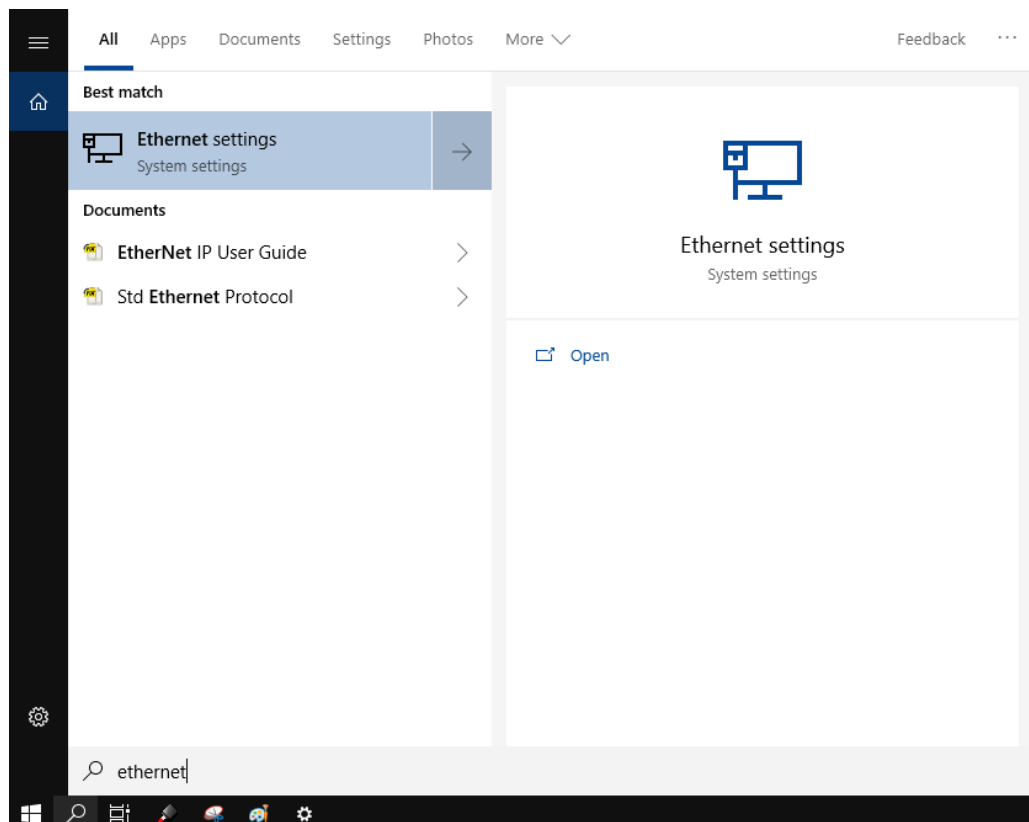 All Apps Documents Settings Photos More Feedback ...
Best match
Ethernet settings
System settings
Documents
EtherNet IP User Guide
Std Ethernet Protocol
Ethernet settings
System settings
Open
ethernet